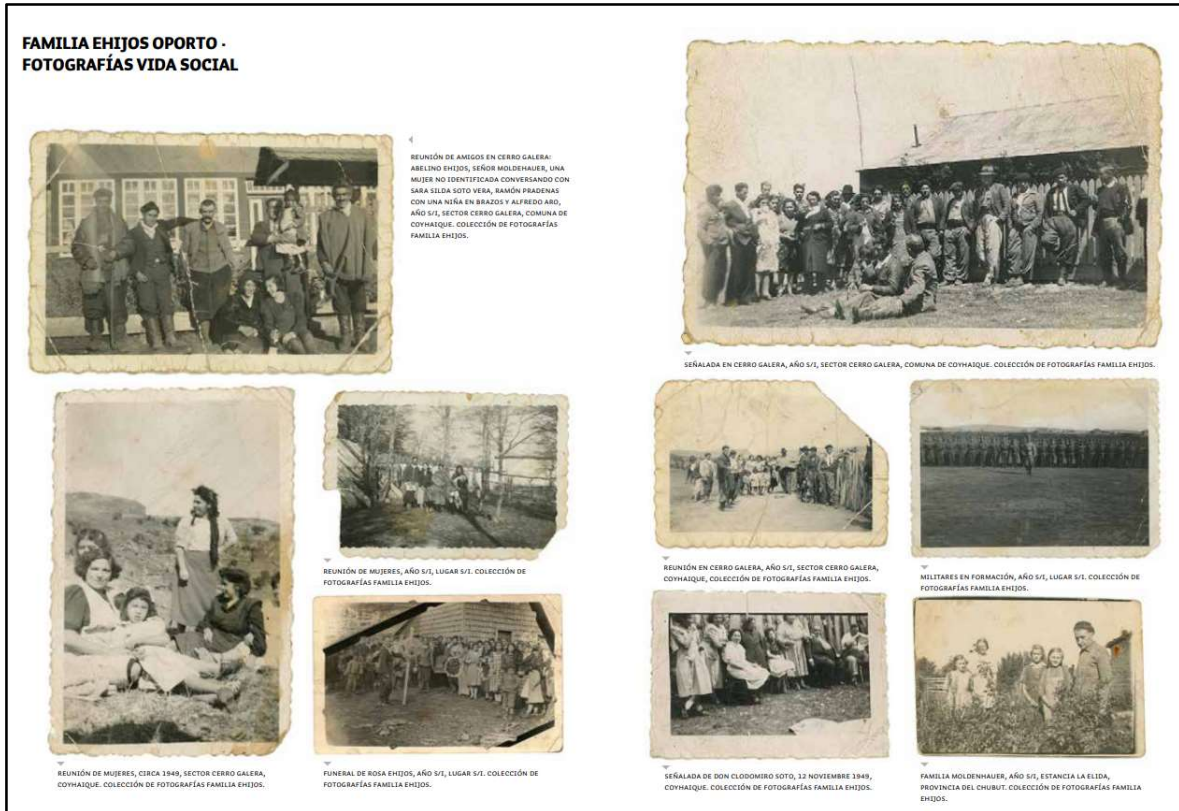 FAMILIA EHIJOS OPORTO ·
FOTOGRAFÍAS VIDA SOCIAL
REUNIÓN DE AMIGOS EN CERRO GALERA:
ABELINO EHIJOS, SEÑOR MOLDEHAUER, UNA
MUJER NO IDENTIFICADA CONVERSANDO CON
SARA SILDA SOTO VERA, RAMÓN PRADENAS
CON UNA NIÑA EN BRAZOS Y ALFREDO ARO,
AÑO S/I, SECTOR CERRO GALERA, COMUNA DE
COYHAIQUE. COLECCIÓN DE FOTOGRAFÍAS
FAMILIA EHIJOS.
REUNIÓN DE MUJERES, AÑO S/I, LUGAR S/I. COLECCIÓN DE
FOTOGRAFÍAS FAMILIA EHIJOS.
REUNIÓN DE MUJERES, CIRCA 1949, SECTOR CERRO GALERA,
COYHAIQUE. COLECCIÓN DE FOTOGRAFÍAS FAMILIA EHIJOS.
FUNERAL DE ROSA EHIJOS, AÑO S/I, LUGAR S/I. COLECCIÓN DE
FOTOGRAFÍAS FAMILIA EHIJOS.
SEÑALADA EN CERRO GALERA, AÑO S/I, SECTOR CERRO GALERA, COMUNA DE COYHAIQUE. COLECCIÓN DE FOTOGRAFÍAS FAMILIA EHIJOS.
REUNIÓN EN CERRO GALERA, AÑO S/I, SECTOR CERRO GALERA,
COYHAIQUE, COLECCIÓN DE FOTOGRAFÍAS FAMILIA EHIJOS.
MILITARES EN FORMACIÓN, AÑO S/I, LUGAR S/I. COLECCIÓN DE
FOTOGRAFÍAS FAMILIA EHIJOS.
SEÑALADA DE DON CLODOMIRO SOTO, 12 NOVIEMBRE 1949,
COYHAIQUE. COLECCIÓN DE FOTOGRAFÍAS FAMILIA EHIJOS.
FAMILIA MOLDENHAUER, AÑO S/I, ESTANCIA LA ELIDA,
PROVINCIA DEL CHUBUT. COLECCIÓN DE FOTOGRAFÍAS FAMILIA
EHIJOS.